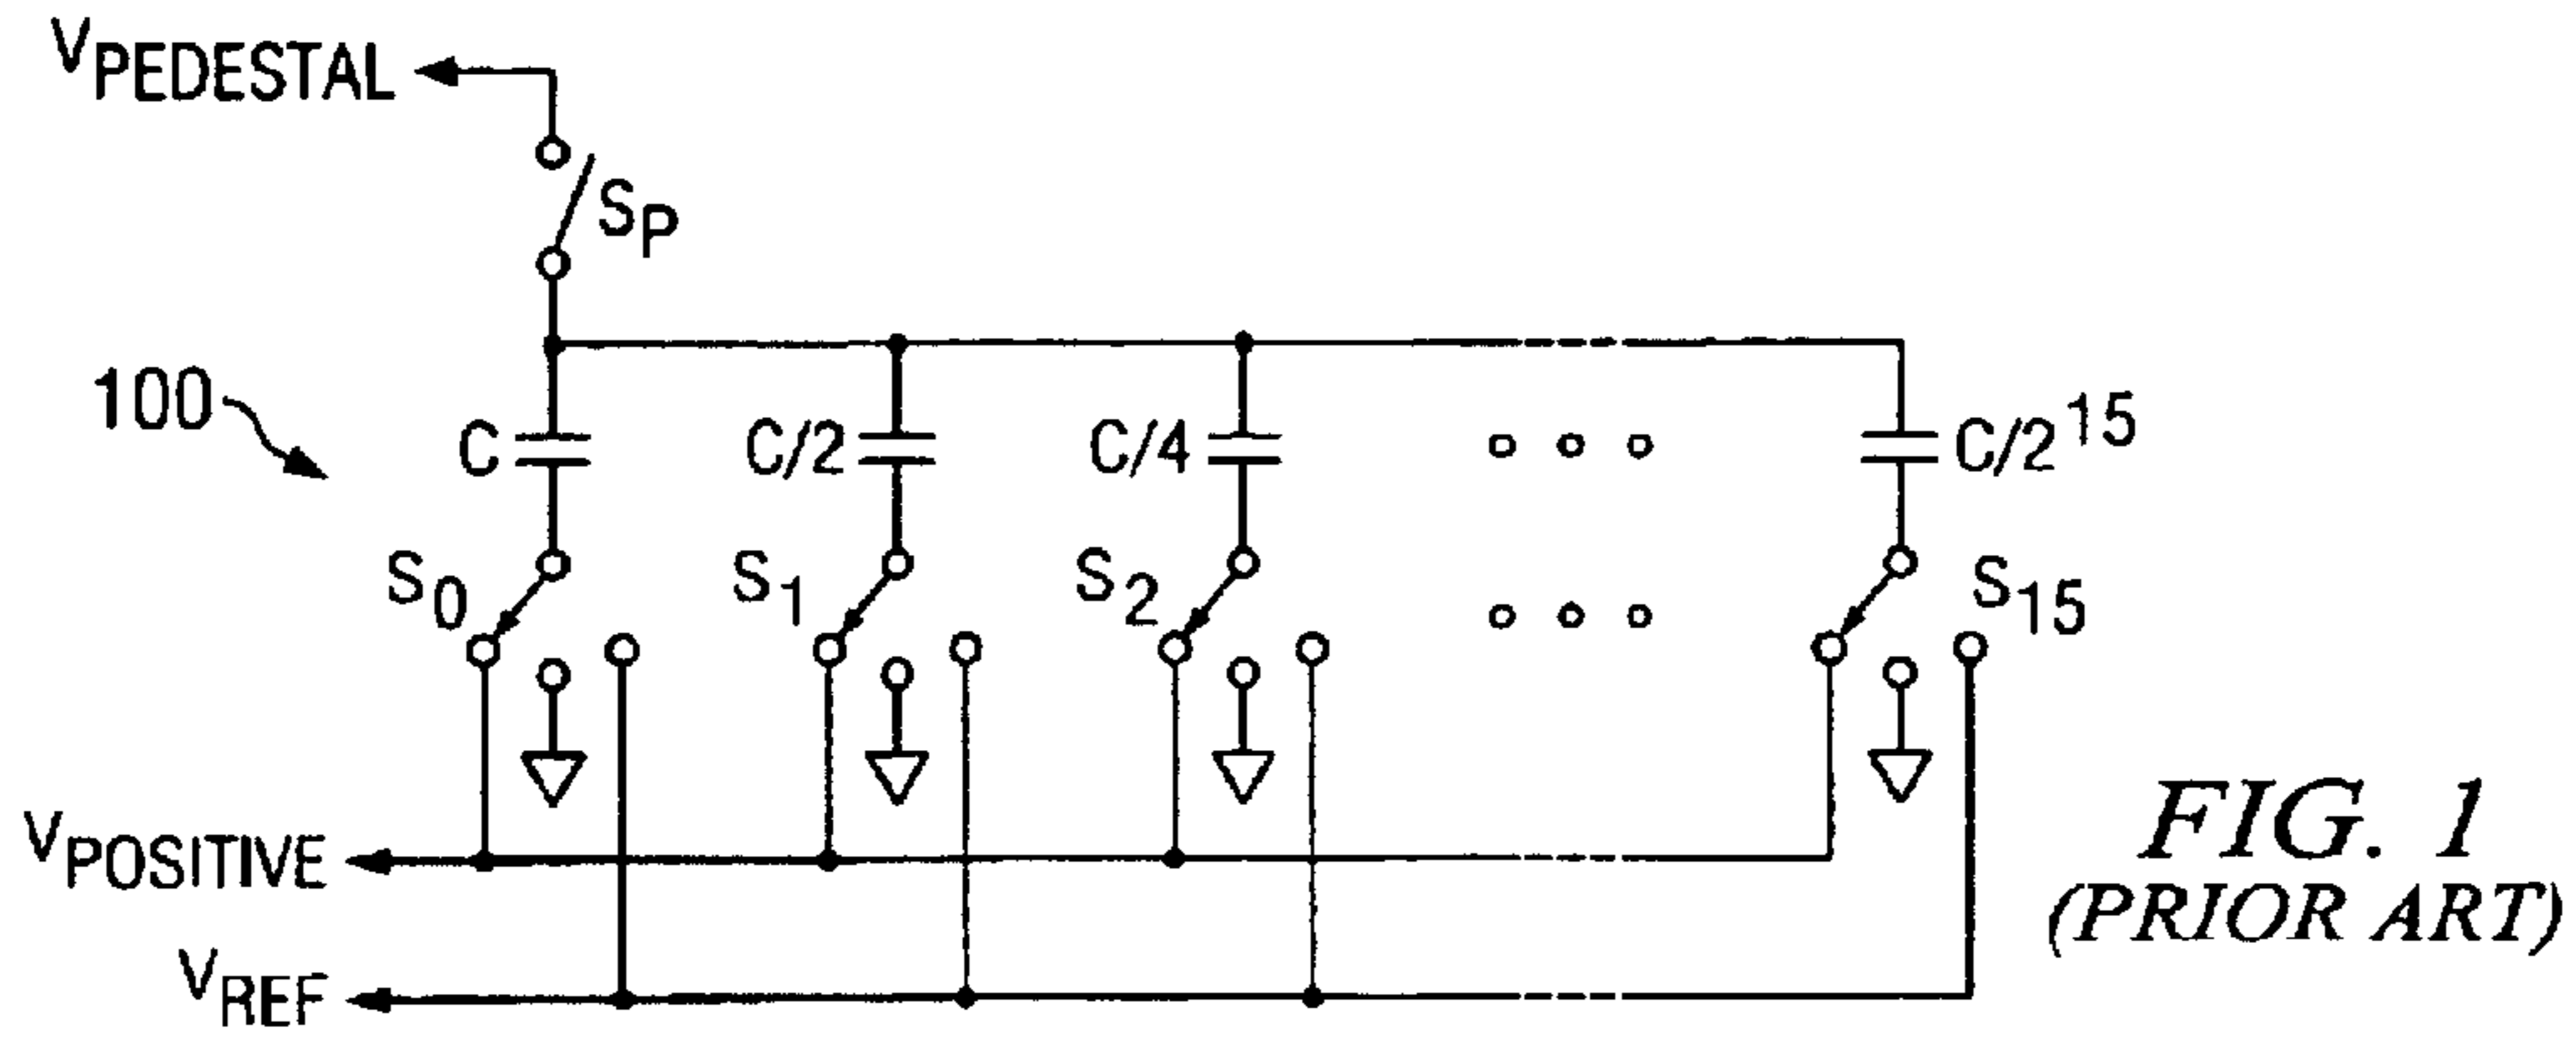 VPEDESTAL
SP
100
C
C/2
C/4
C/2^15
S0
S1
S2
S15
VPOSITIVE
VREF
FIG. 1
(PRIOR ART)